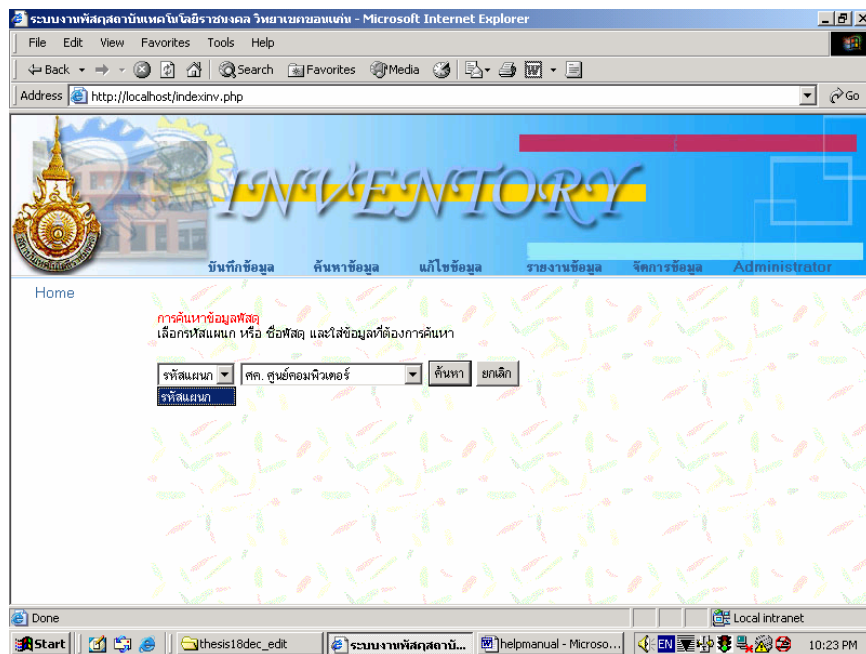 ระบบงานพัสดุสถาบันเทคโนโลยีราชมงคล วิทยาเขตขอนแก่น - Microsoft Internet Explorer
File Edit View Favorites Tools Help
Back Search Favorites Media
Address http://localhost/indexinv.php Go
INVENTORY
บันทึกข้อมูล ค้นหาข้อมูล แก้ไขข้อมูล รายงานข้อมูล จัดการข้อมูล Administrator
Home
การค้นหาข้อมูลพัสดุ
เลือกรหัสแผนก หรือ ชื่อพัสดุ และใส่ข้อมูลที่ต้องการค้นหา
รหัสแผนก ศค. ศูนย์คอมพิวเตอร์ ค้นหา ยกเลิก
รหัสแผนก
Done Local intranet
Start thesis18dec_edit ระบบงานพัสดุสถาบั... helpmanual - Microso... EN 10:23 PM